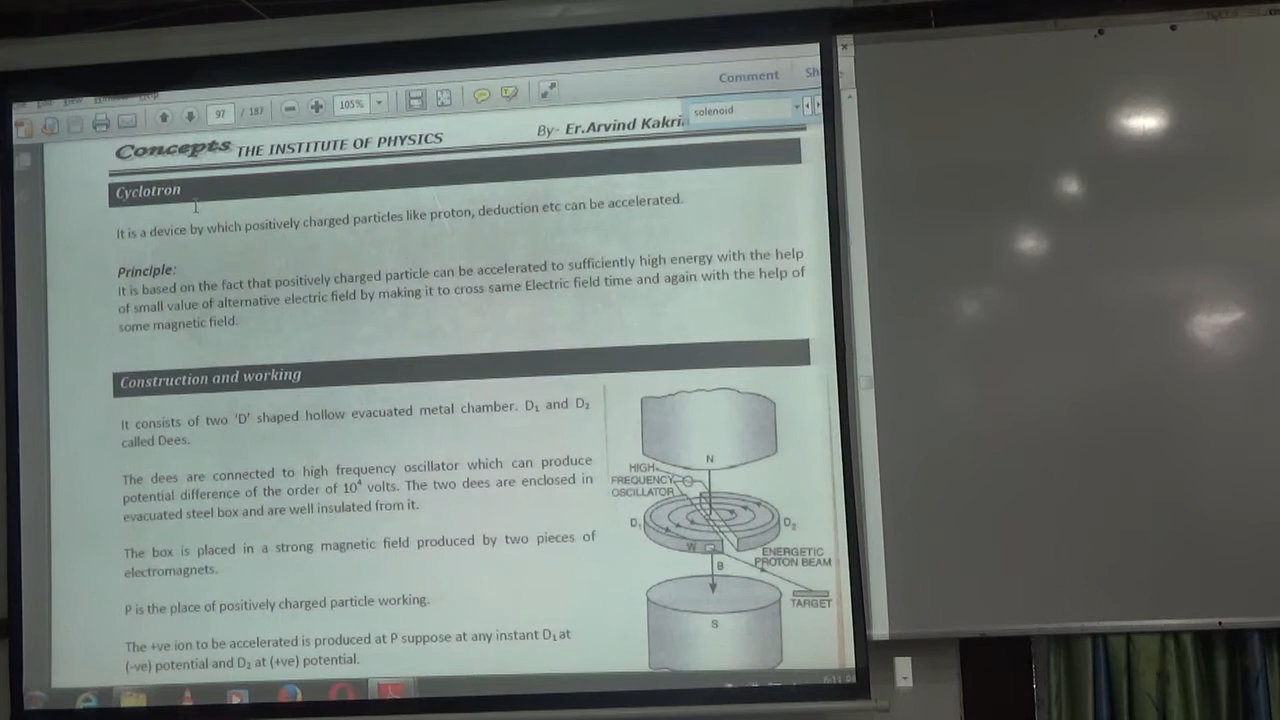 Comment
97 / 187
105%
solenoid
Concepts THE INSTITUTE OF PHYSICS
By- Er.Arvind
Cyclotron
It is a device by which positively charged particles like proton, deduction etc can be accelerated.
Principle:
It is based on the fact that positively charged particle can be accelerated to sufficiently high energy with the help
of small value of alternative electric field by making it to cross same Electric field time and again with the help of
some magnetic field.
Construction and working
It consists of two 'D' shaped hollow evacuated metal chamber. D₁ and D₂
called Dees.
The dees are connected to high frequency oscillator which can produce
potential difference of the order of 10⁴ volts. The two dees are enclosed in
evacuated steel box and are well insulated from it.
The box is placed in a strong magnetic field produced by two pieces of
electromagnets.
P is the place of positively charged particle working.
The +ve ion to be accelerated is produced at P suppose at any instant D₁ at
(-ve) potential and D₂ at (+ve) potential.
N
HIGH
FREQUENCY
OSCILLATOR
D₁
D₂
W
ENERGETIC
PROTON BEAM
B
TARGET
S